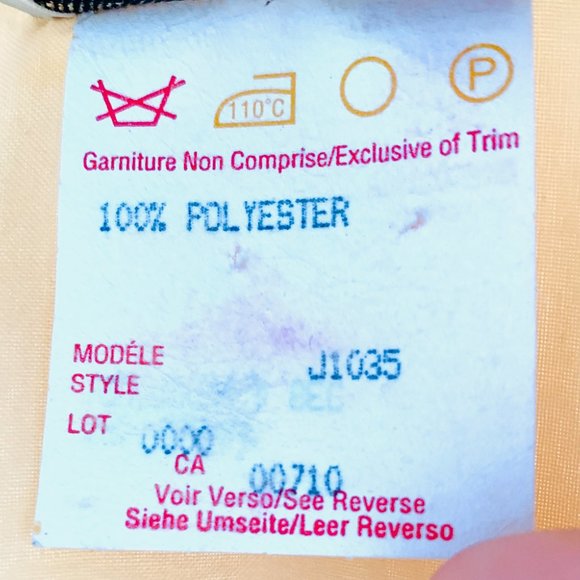 110°C P
Garniture Non Comprise/Exclusive of Trim
100% POLYESTER
MODÉLE J1035
STYLE
LOT 0000
CA 00710
Voir Verso/See Reverse
Siehe Umseite/Leer Reverso